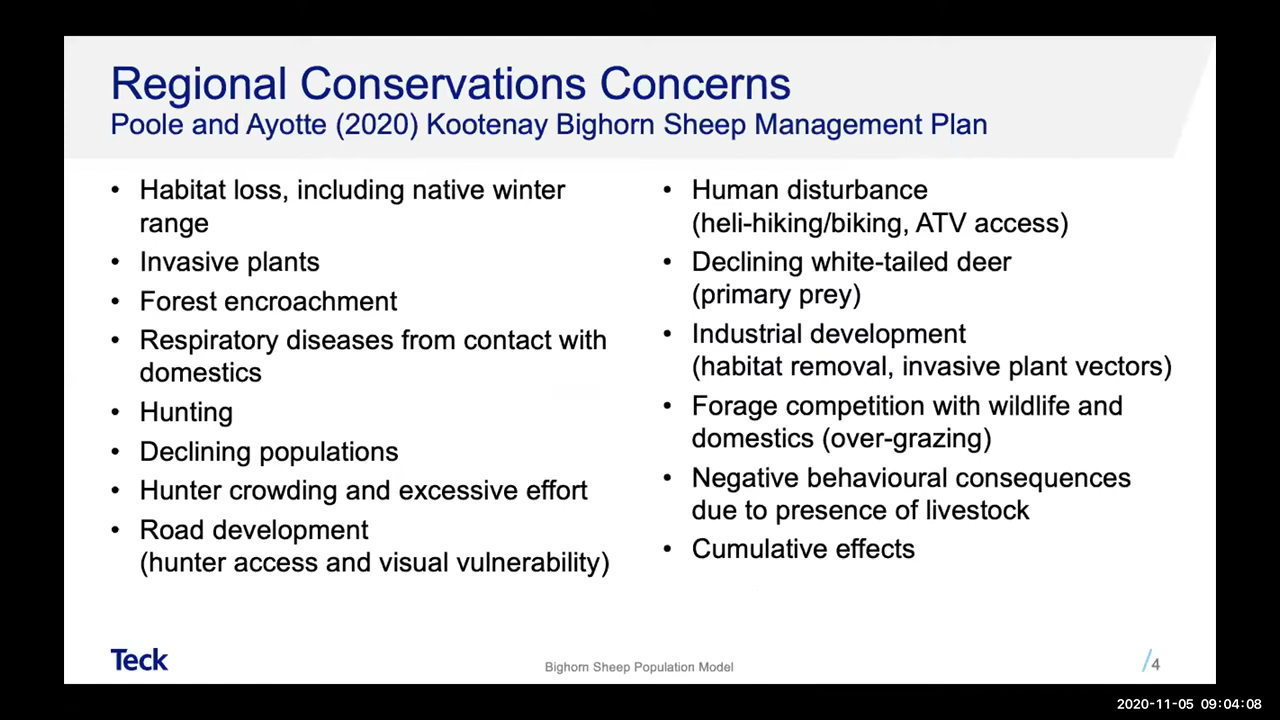 Regional Conservations Concerns
Poole and Ayotte (2020) Kootenay Bighorn Sheep Management Plan
• Habitat loss, including native winter
range
• Invasive plants
• Forest encroachment
• Respiratory diseases from contact with
domestics
• Hunting
• Declining populations
• Hunter crowding and excessive effort
• Road development
(hunter access and visual vulnerability)
• Human disturbance
(heli-hiking/biking, ATV access)
• Declining white-tailed deer
(primary prey)
• Industrial development
(habitat removal, invasive plant vectors)
• Forage competition with wildlife and
domestics (over-grazing)
• Negative behavioural consequences
due to presence of livestock
• Cumulative effects
Teck
Bighorn Sheep Population Model
/4
2020-11-05 09:04:08